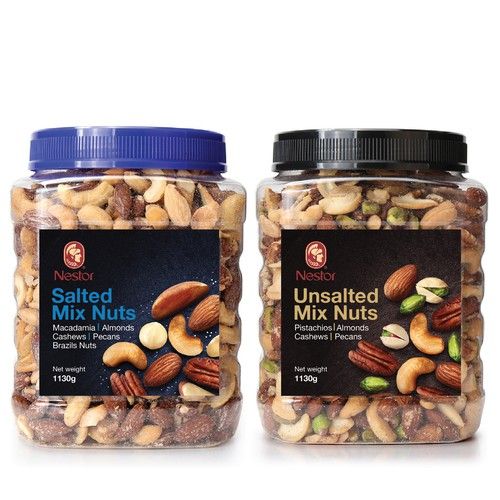 Nestor
Salted
Mix Nuts
Macadamia | Almonds
Cashews | Pecans
Brazils Nuts
Net weight
1130g
Nestor
Unsalted
Mix Nuts
Pistachios | Almonds
Cashews | Pecans
Net weight
1130g